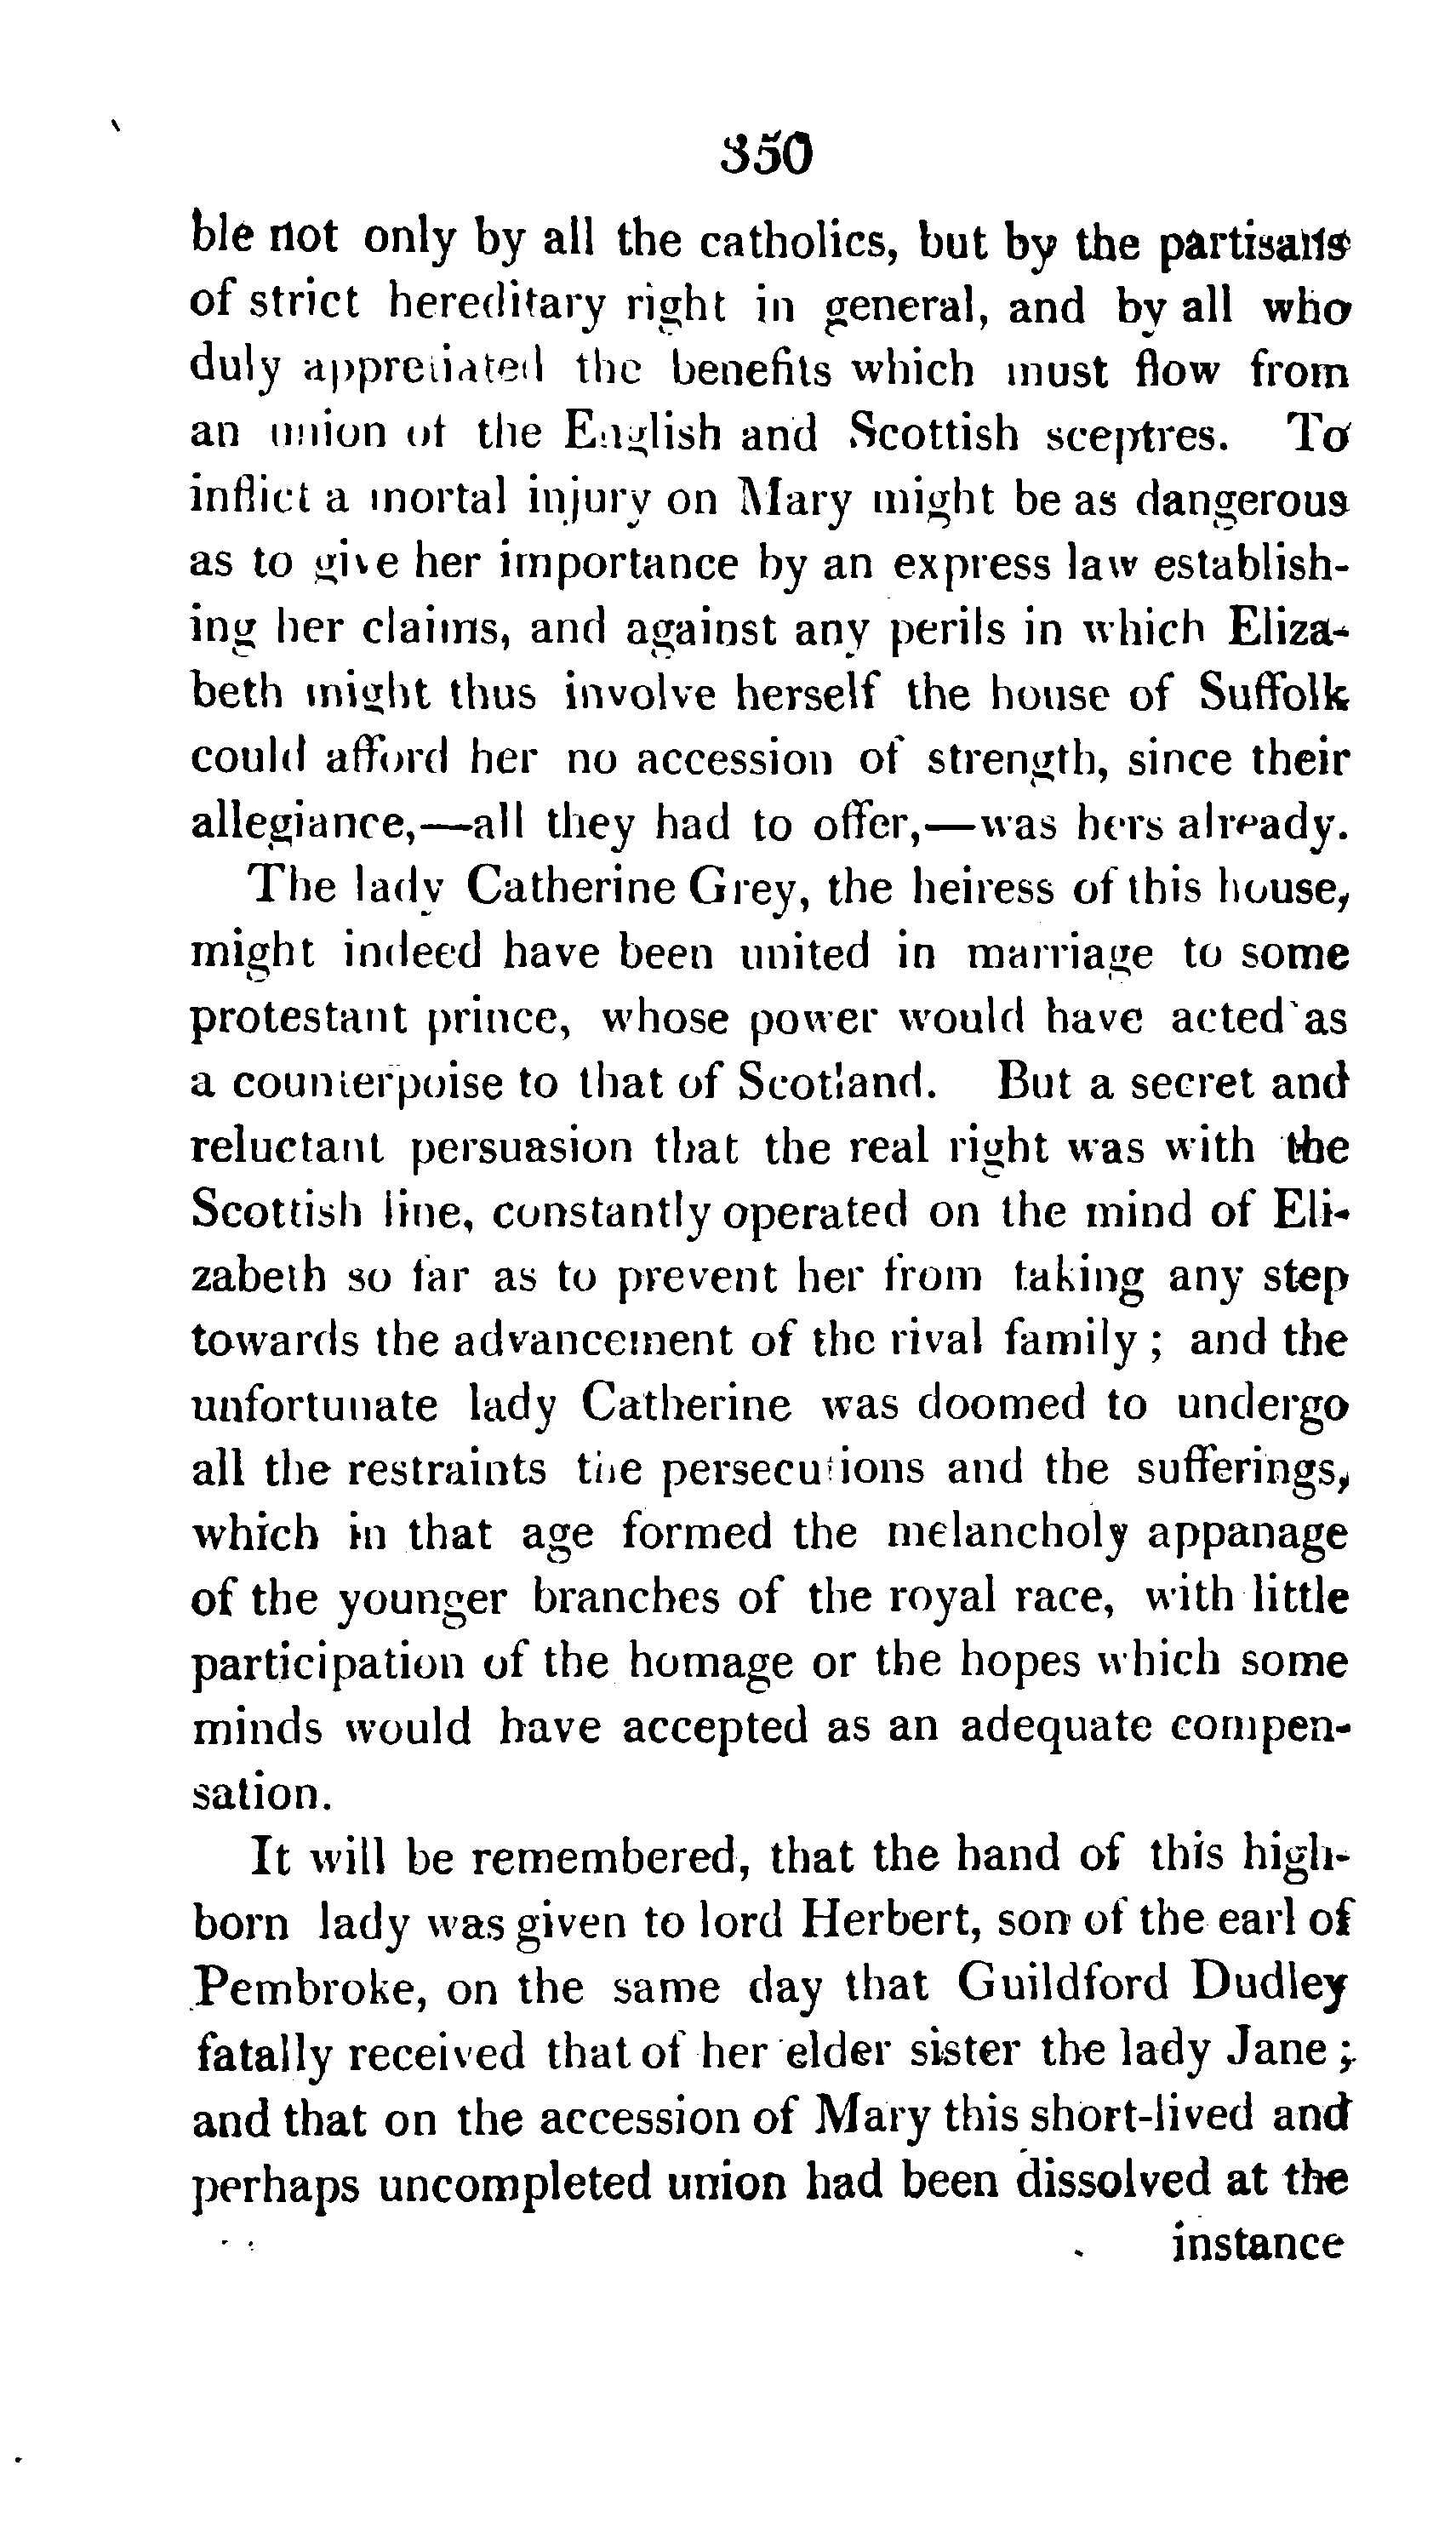 350
ble not only by all the catholics, but by the partisans
of strict hereditary right in general, and by all who
duly appretiated the benefits which must flow from
an union of the English and Scottish sceptres. To
inflict a mortal injury on Mary might be as dangerous
as to give her importance by an express law establish-
ing her claims, and against any perils in which Eliza-
beth might thus involve herself the house of Suffolk
could afford her no accession of strength, since their
allegiance,—all they had to offer,—was hers already.
The lady Catherine Grey, the heiress of this house,
might indeed have been united in marriage to some
protestant prince, whose power would have acted as
a counterpoise to that of Scotland. But a secret and
reluctant persuasion that the real right was with the
Scottish line, constantly operated on the mind of Eli-
zabeth so far as to prevent her from taking any step
towards the advancement of the rival family ; and the
unfortunate lady Catherine was doomed to undergo
all the restraints the persecutions and the sufferings,
which in that age formed the melancholy appanage
of the younger branches of the royal race, with little
participation of the homage or the hopes which some
minds would have accepted as an adequate compen-
sation.
It will be remembered, that the hand of this high-
born lady was given to lord Herbert, son of the earl of
Pembroke, on the same day that Guildford Dudley
fatally received that of her elder sister the lady Jane ;
and that on the accession of Mary this short-lived and
perhaps uncompleted union had been dissolved at the
instance